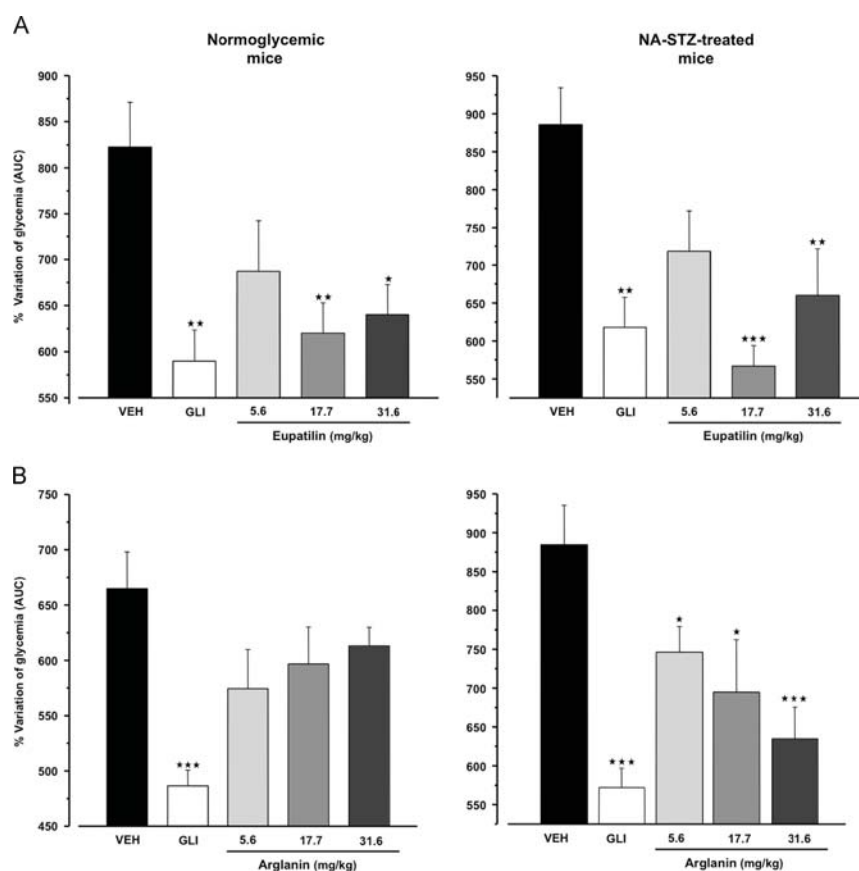 A
Normoglycemic
mice
% Variation of glycemia (AUC)
900
850
800
750
700
650
600
550
★★
★★
★
VEH GLI 5.6 17.7 31.6
Eupatilin (mg/kg)
NA-STZ-treated
mice
950
900
850
800
750
700
650
600
550
★★
★★★
★★
VEH GLI 5.6 17.7 31.6
Eupatilin (mg/kg)
B
% Variation of glycemia (AUC)
750
700
650
600
550
500
450
★★★
VEH GLI 5.6 17.7 31.6
Arglanin (mg/kg)
950
900
850
800
750
700
650
600
550
★★★
★
★
★★★
VEH GLI 5.6 17.7 31.6
Arglanin (mg/kg)